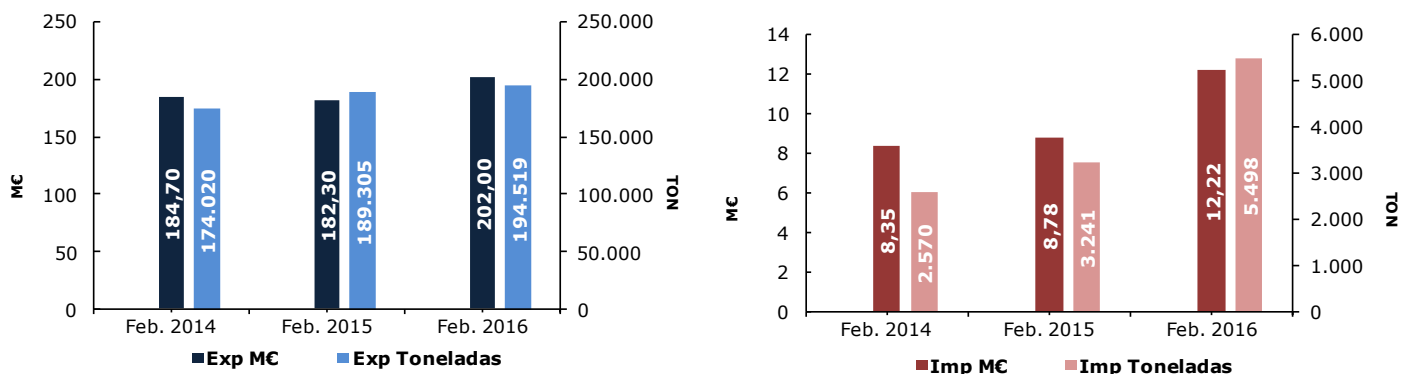 250
200
150
100
50
0
M€
250.000
200.000
150.000
100.000
50.000
0
TON
184,70
174.020
182,30
189.305
202,00
194.519
Feb. 2014
Feb. 2015
Feb. 2016
Exp M€
Exp Toneladas
14
12
10
8
6
4
2
0
M€
6.000
5.000
4.000
3.000
2.000
1.000
0
TON
8,35
2.570
8,78
3.241
12,22
5.498
Feb. 2014
Feb. 2015
Feb. 2016
Imp M€
Imp Toneladas